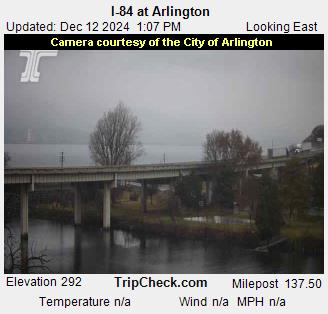 I-84 at Arlington
Updated: Dec 12 2024 1:07 PM Looking East
Camera courtesy of the City of Arlington
Elevation 292 TripCheck.com Milepost 137.50
Temperature n/a Wind n/a MPH n/a